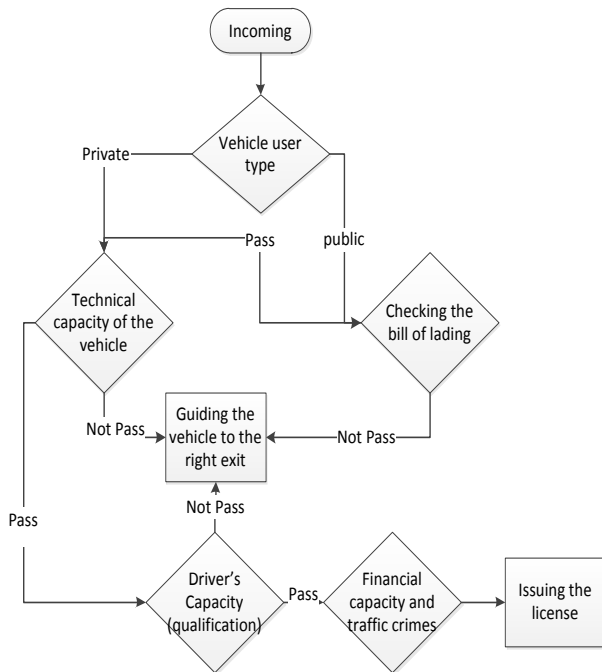 Incoming
Vehicle user
type
Private
Pass
public
Technical
capacity of the
vehicle
Checking the
bill of lading
Guiding the
vehicle to the
right exit
Not Pass
Not Pass
Not Pass
Pass
Driver's
Capacity
(qualification)
Pass
Financial
capacity and
traffic crimes
Issuing the
license